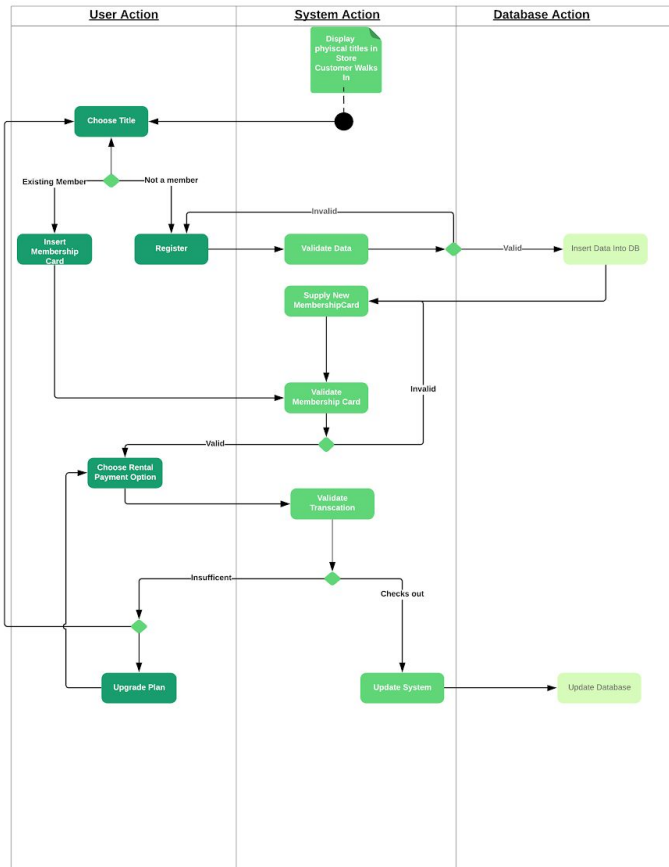 User Action
System Action
Database Action
Display
phyiscal titles in
Store
Customer Walks
In
Choose Title
Existing Member
Not a member
Invalid
Insert
Membership
Card
Register
Validate Data
Valid
Insert Data into DB
Supply New
MembershipCard
Invalid
Validate
Membership Card
Valid
Choose Rental
Payment Option
Validate
Transcation
Insufficent
Checks out
Upgrade Plan
Update System
Update Database